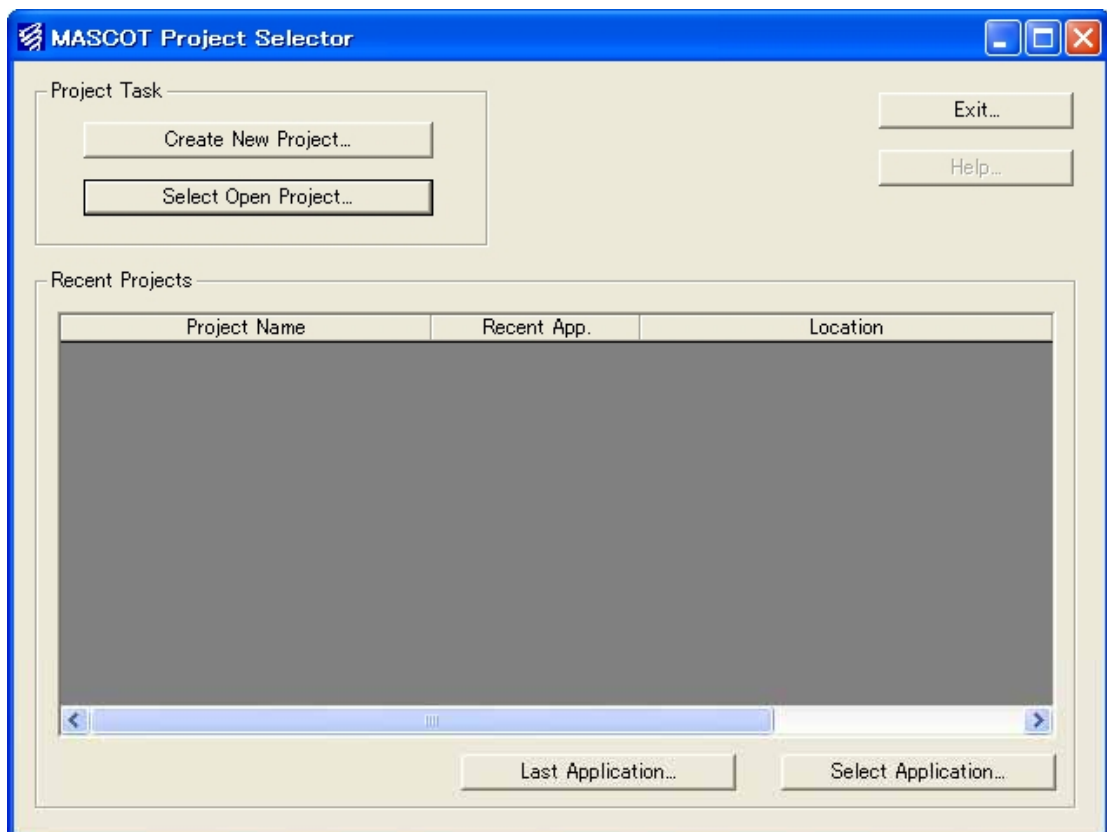 MASCOT Project Selector
Project Task
Create New Project...
Select Open Project...
Exit...
Help...
Recent Projects
Project Name Recent App. Location
Last Application... Select Application...